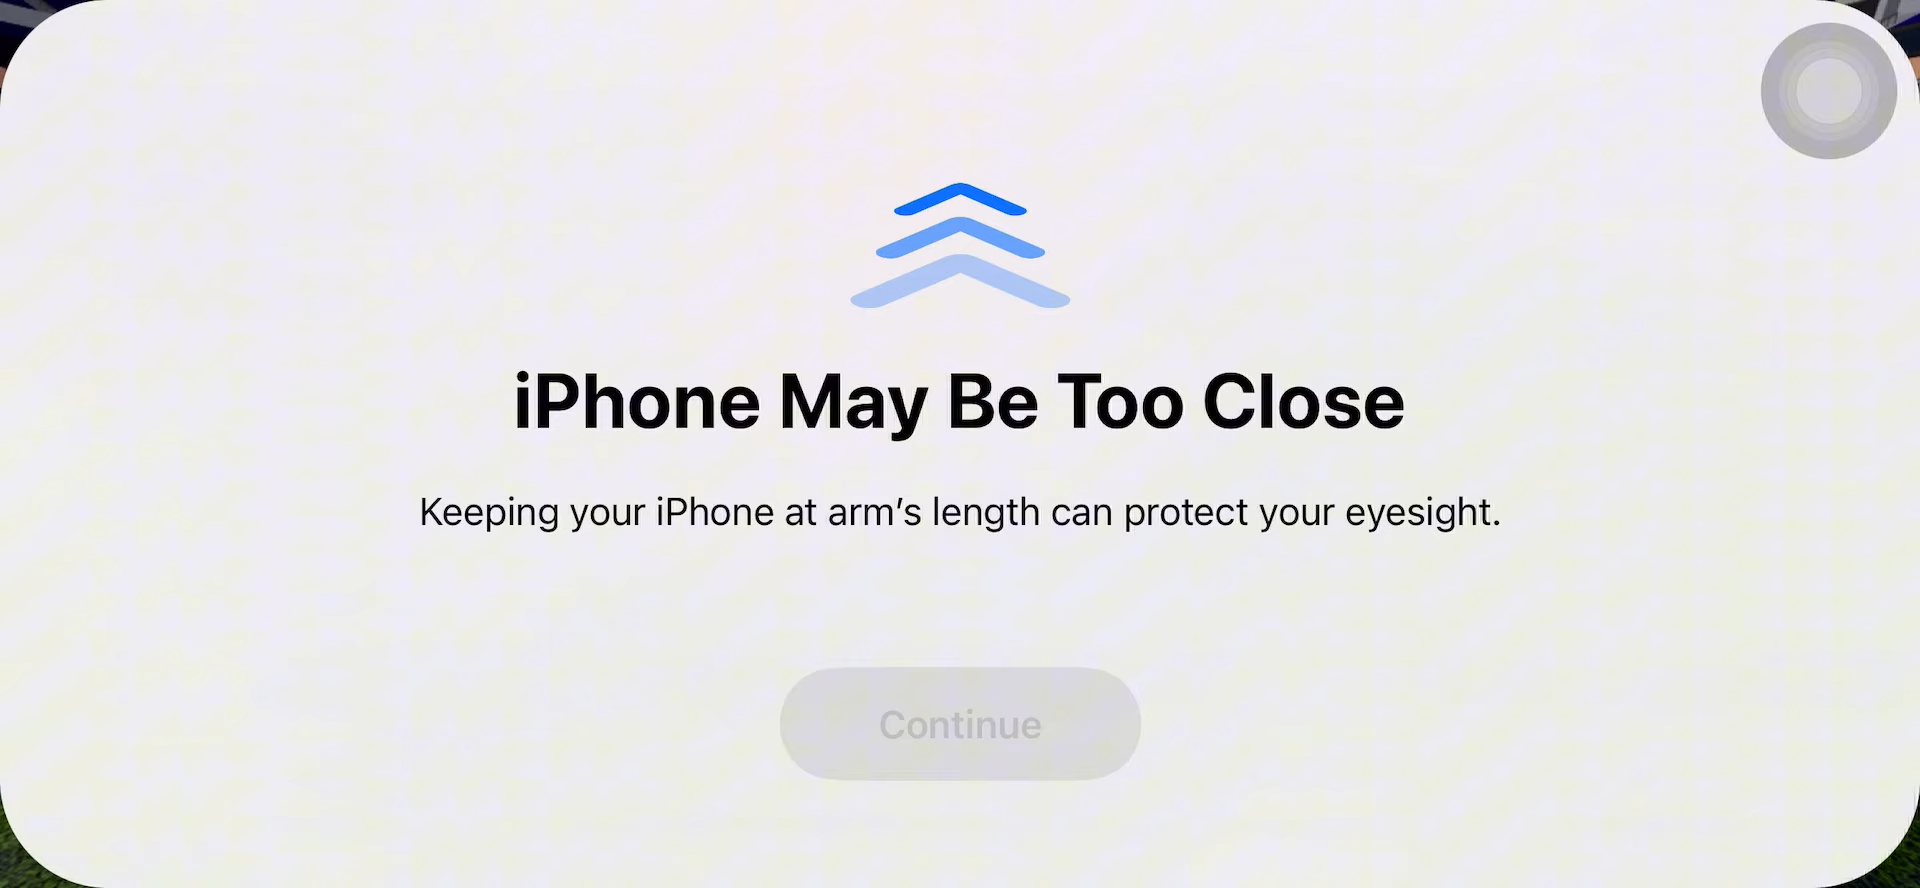 iPhone May Be Too Close
Keeping your iPhone at arm’s length can protect your eyesight.
Continue